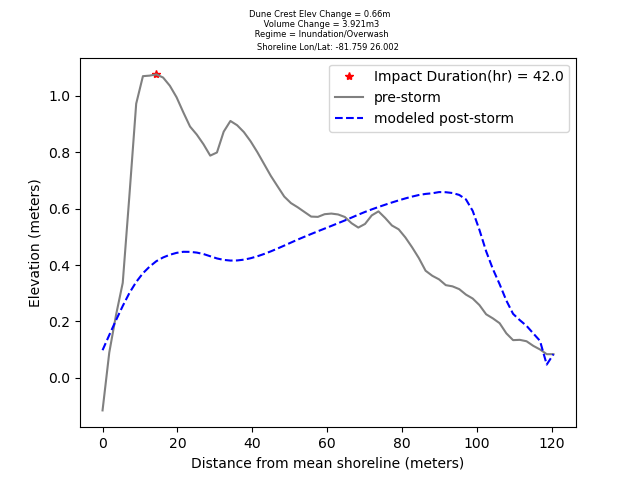 Dune Crest Elev Change = 0.66m
Volume Change = 3.921m3
Regime = Inundation/Overwash
Shoreline Lon/Lat: -81.759 26.002
Impact Duration(hr) = 42.0
pre-storm
modeled post-storm
1.0
0.8
0.6
0.4
0.2
0.0
Elevation (meters)
0 20 40 60 80 100 120
Distance from mean shoreline (meters)